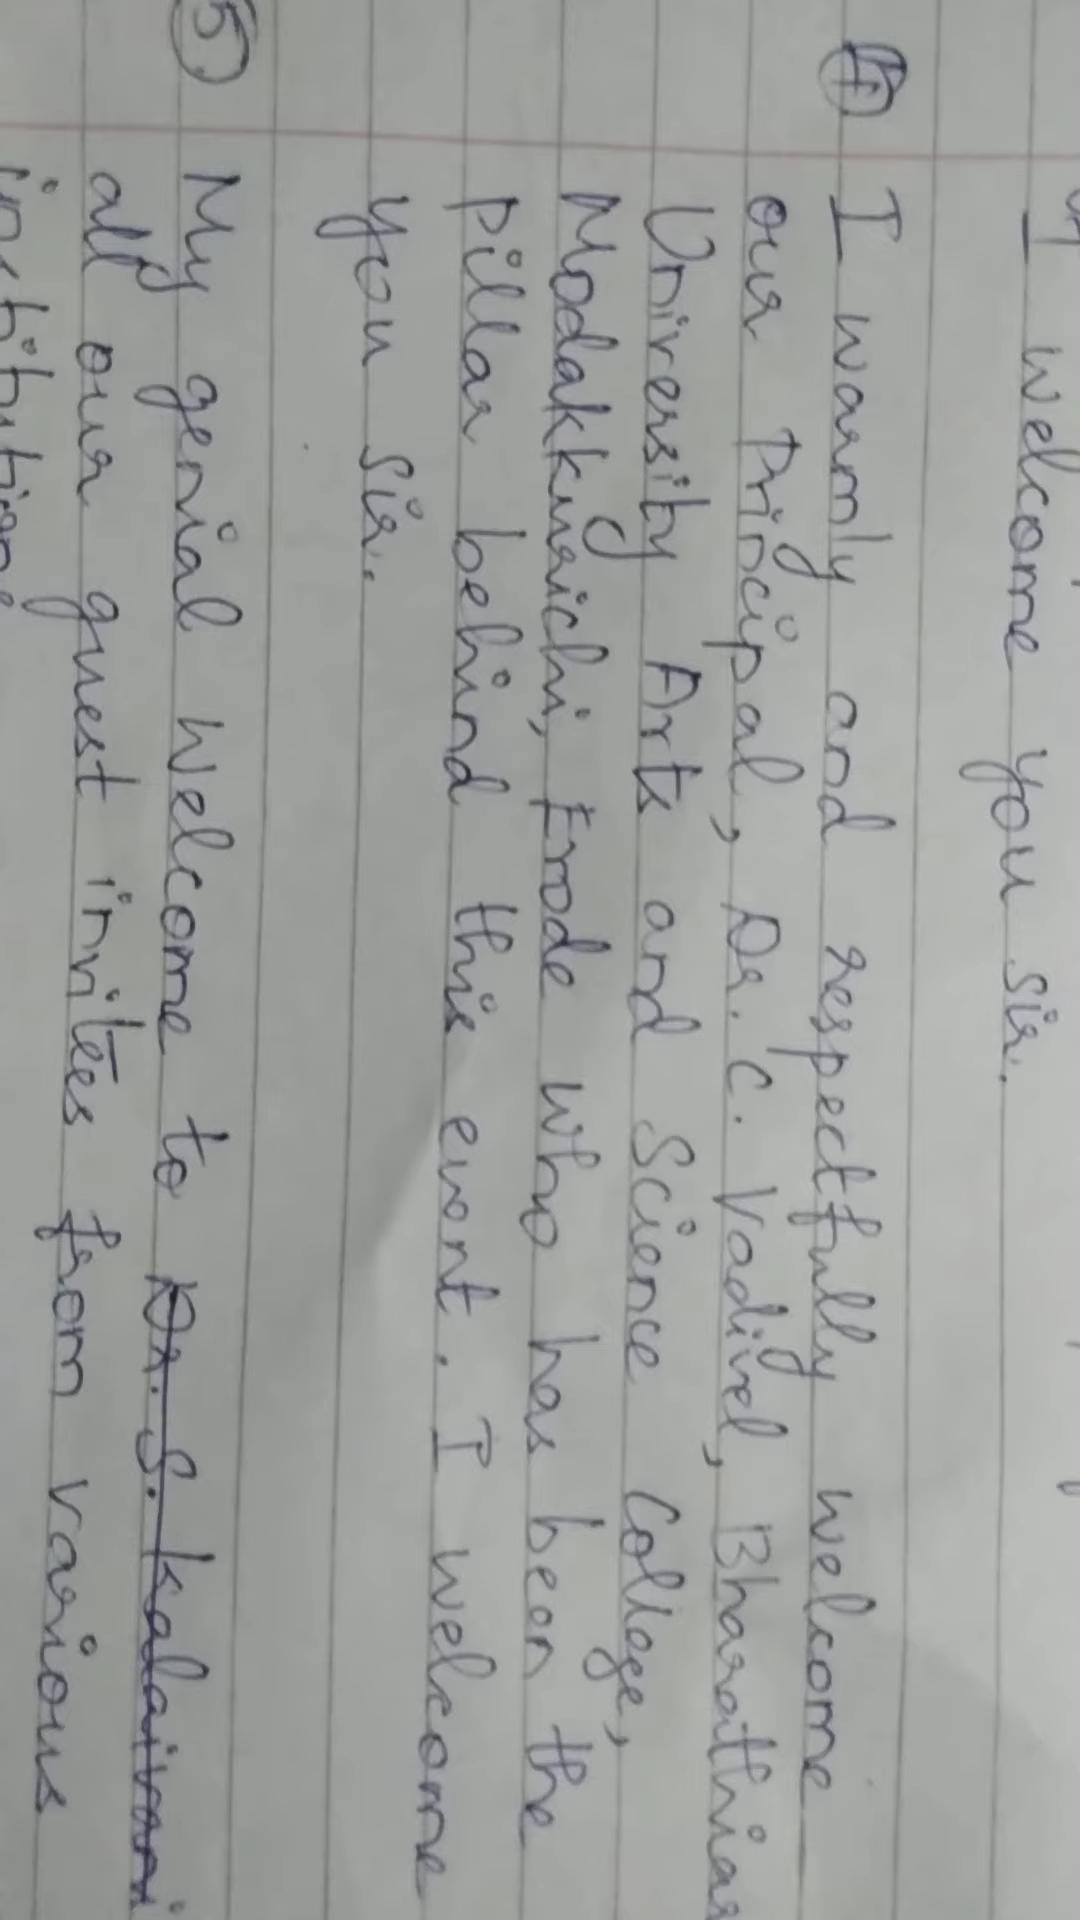 I welcome you Sir.
④ I warmly and respectfully welcome
our Principal, Dr. C. Vadivel, Bharathiar
University Arts and Science College,
Modakkurichi, Erode who has been the
Pillar behind this event. I welcome
you Sir.
⑤. My genial Welcome to Dr. S. Kalaivani
all our guest invites from various
institutions